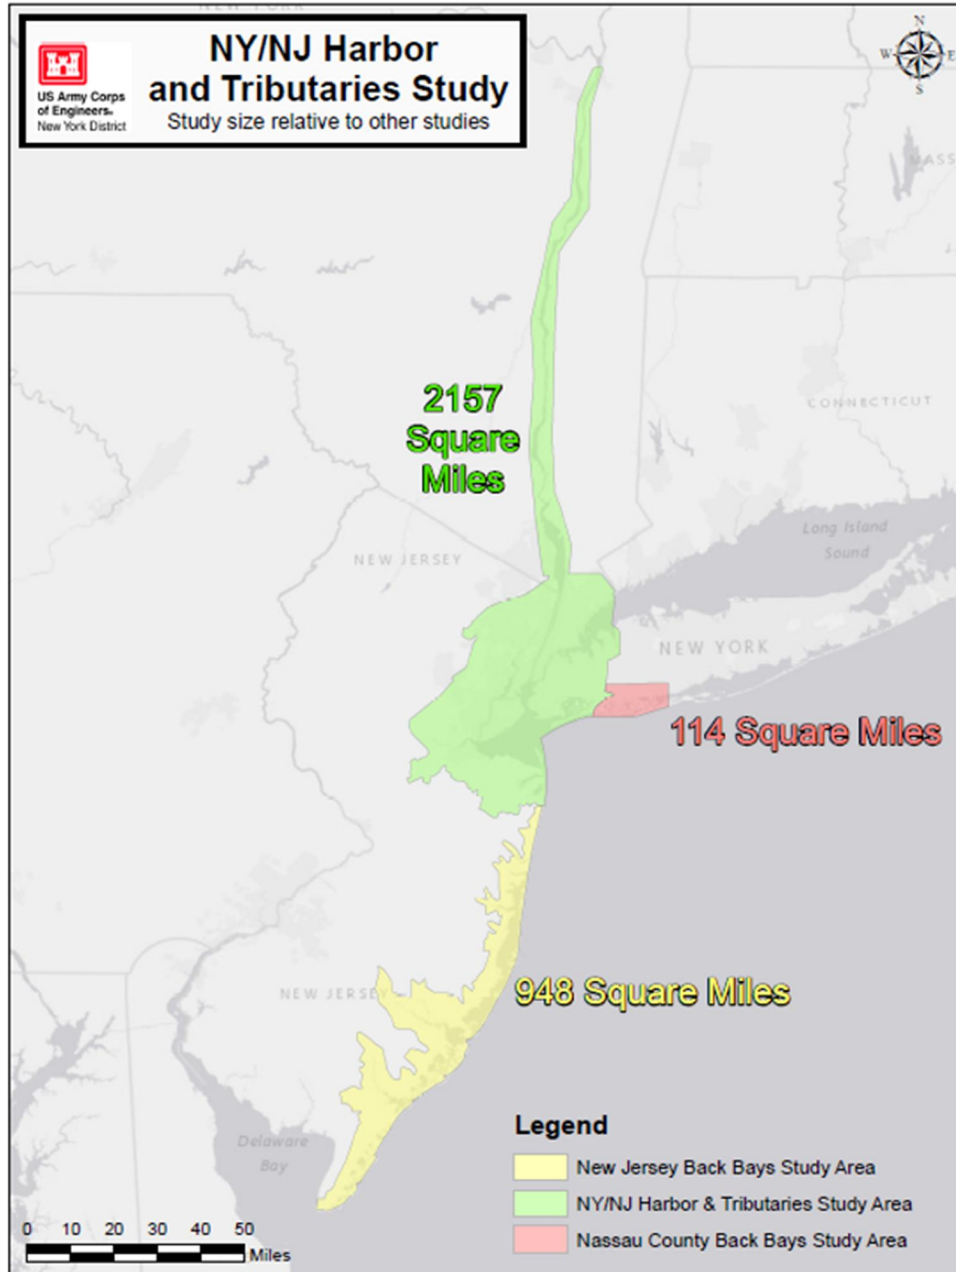 NEW YORK
NY/NJ Harbor
and Tributaries Study
Study size relative to other studies
US Army Corps
of Engineers®
New York District
N
W
E
S
MASS
2157
Square
Miles
CONNECTICUT
Long Island
Sound
NEW JERSEY
NEW YORK
114 Square Miles
NEW JERSEY
948 Square Miles
Delaware
Bay
Legend
New Jersey Back Bays Study Area
NY/NJ Harbor & Tributaries Study Area
Nassau County Back Bays Study Area
0 10 20 30 40 50
Miles